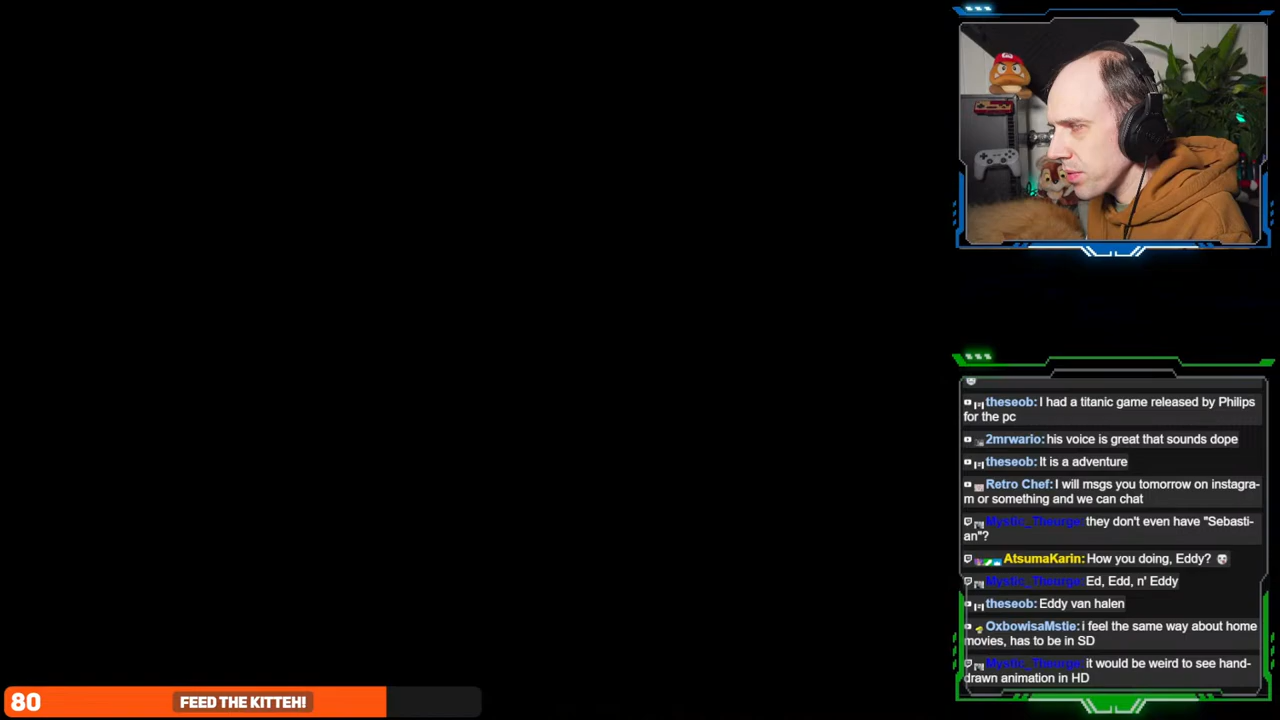 theseob: I had a titanic game released by Philips
for the pc
2mrwario: his voice is great that sounds dope
theseob: It is a adventure
Retro Chef: I will msgs you tomorrow on instagra-
m or something and we can chat
Mystic_Theurge: they don't even have "Sebasti-
an"?
AtsumaKarin: How you doing, Eddy?
Mystic_Theurge: Ed, Edd, n' Eddy
theseob: Eddy van halen
OxbowisaMstie: i feel the same way about home
movies, has to be in SD
Mystic_Theurge: it would be weird to see hand-
drawn animation in HD
80 FEED THE KITTEH!